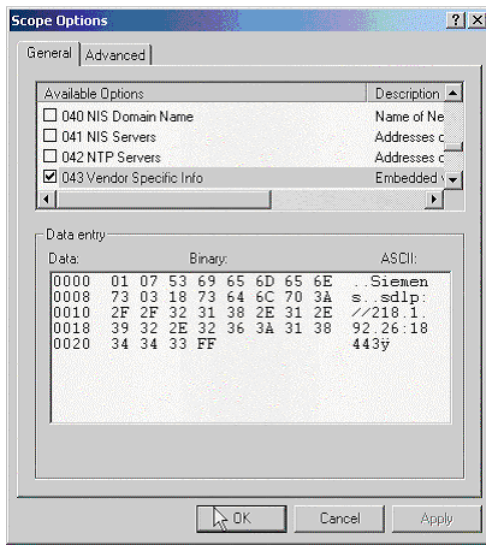 Scope Options
General Advanced
Available Options Description
040 NIS Domain Name Name of Ne
041 NIS Servers Addresses c
042 NTP Servers Addresses c
043 Vendor Specific Info Embedded v
Data entry
Data: Binary: ASCII:
0000 01 07 53 69 65 6D 65 6E ..Siemen
0008 73 03 18 73 64 6C 70 3A s..sdlp:
0010 2F 2F 32 31 38 2E 31 2E //218.1.
0018 39 32 2E 32 36 3A 31 38 92.26:18
0020 34 34 33 FF 443ÿ
OK Cancel Apply